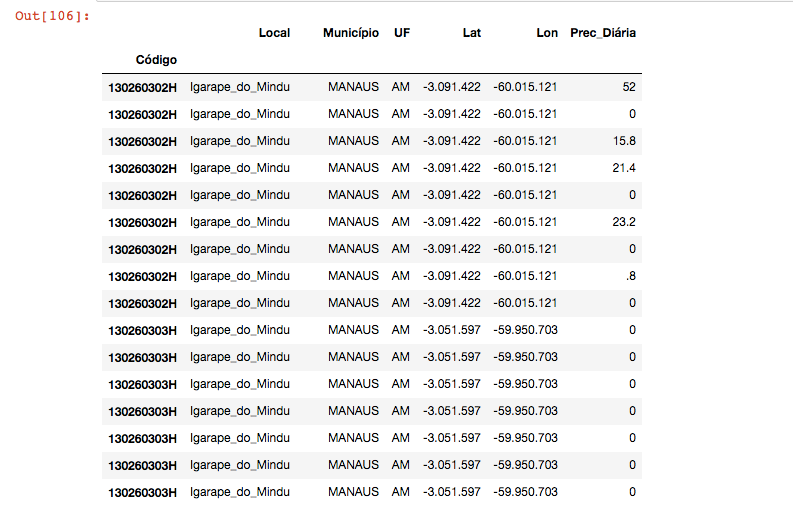 Out[106]:
Local Município UF Lat Lon Prec_Diária
Código
130260302H Igarape_do_Mindu MANAUS AM -3.091.422 -60.015.121 52
130260302H Igarape_do_Mindu MANAUS AM -3.091.422 -60.015.121 0
130260302H Igarape_do_Mindu MANAUS AM -3.091.422 -60.015.121 15.8
130260302H Igarape_do_Mindu MANAUS AM -3.091.422 -60.015.121 21.4
130260302H Igarape_do_Mindu MANAUS AM -3.091.422 -60.015.121 0
130260302H Igarape_do_Mindu MANAUS AM -3.091.422 -60.015.121 23.2
130260302H Igarape_do_Mindu MANAUS AM -3.091.422 -60.015.121 0
130260302H Igarape_do_Mindu MANAUS AM -3.091.422 -60.015.121 .8
130260302H Igarape_do_Mindu MANAUS AM -3.091.422 -60.015.121 0
130260303H Igarape_do_Mindu MANAUS AM -3.051.597 -59.950.703 0
130260303H Igarape_do_Mindu MANAUS AM -3.051.597 -59.950.703 0
130260303H Igarape_do_Mindu MANAUS AM -3.051.597 -59.950.703 0
130260303H Igarape_do_Mindu MANAUS AM -3.051.597 -59.950.703 0
130260303H Igarape_do_Mindu MANAUS AM -3.051.597 -59.950.703 0
130260303H Igarape_do_Mindu MANAUS AM -3.051.597 -59.950.703 0
130260303H Igarape_do_Mindu MANAUS AM -3.051.597 -59.950.703 0